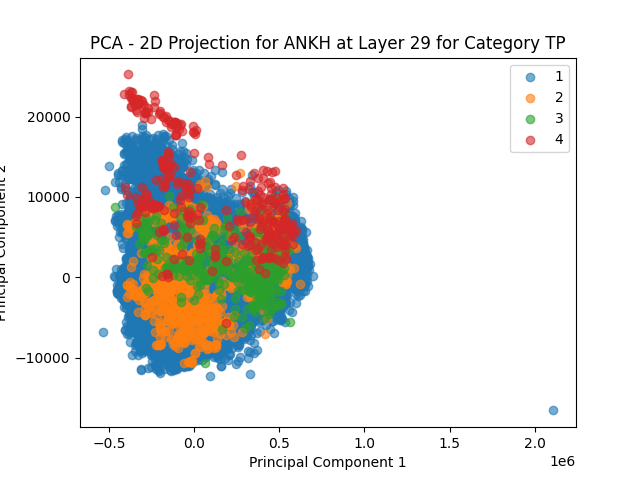 PCA - 2D Projection for ANKH at Layer 29 for Category TP
1
2
3
4
20000
10000
0
−10000
Principal Component 2
−0.5 0.0 0.5 1.0 1.5 2.0
1e6
Principal Component 1